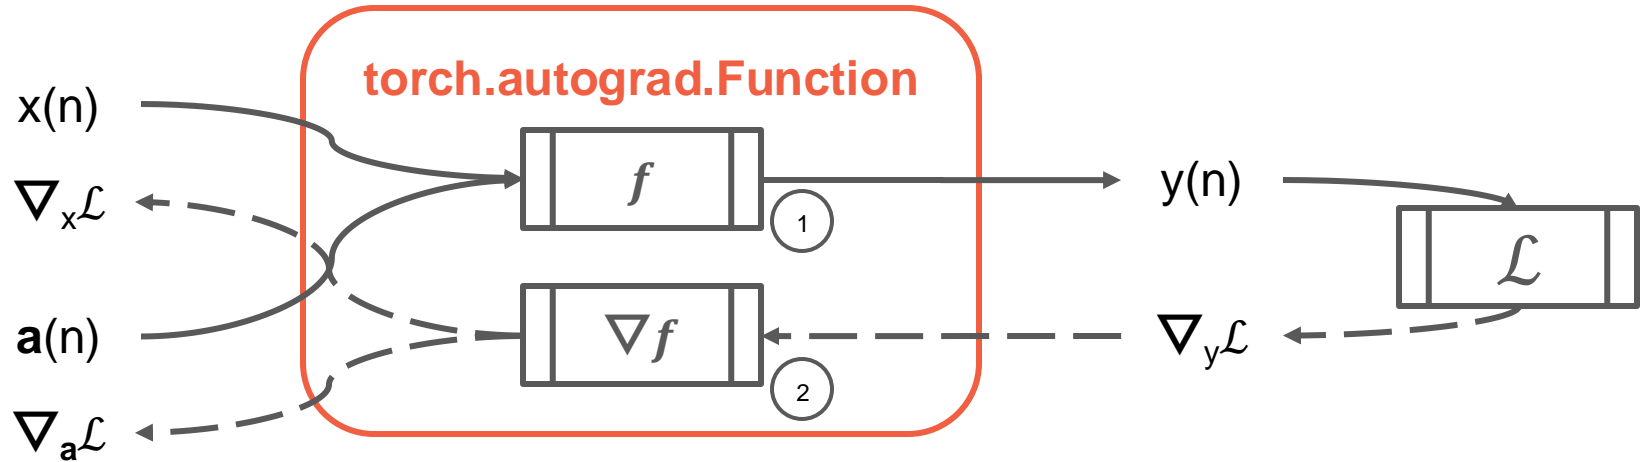 torch.autograd.Function
x(n)
f
y(n)
1
∇xℒ
ℒ
a(n)
∇f
∇yℒ
2
∇aℒ